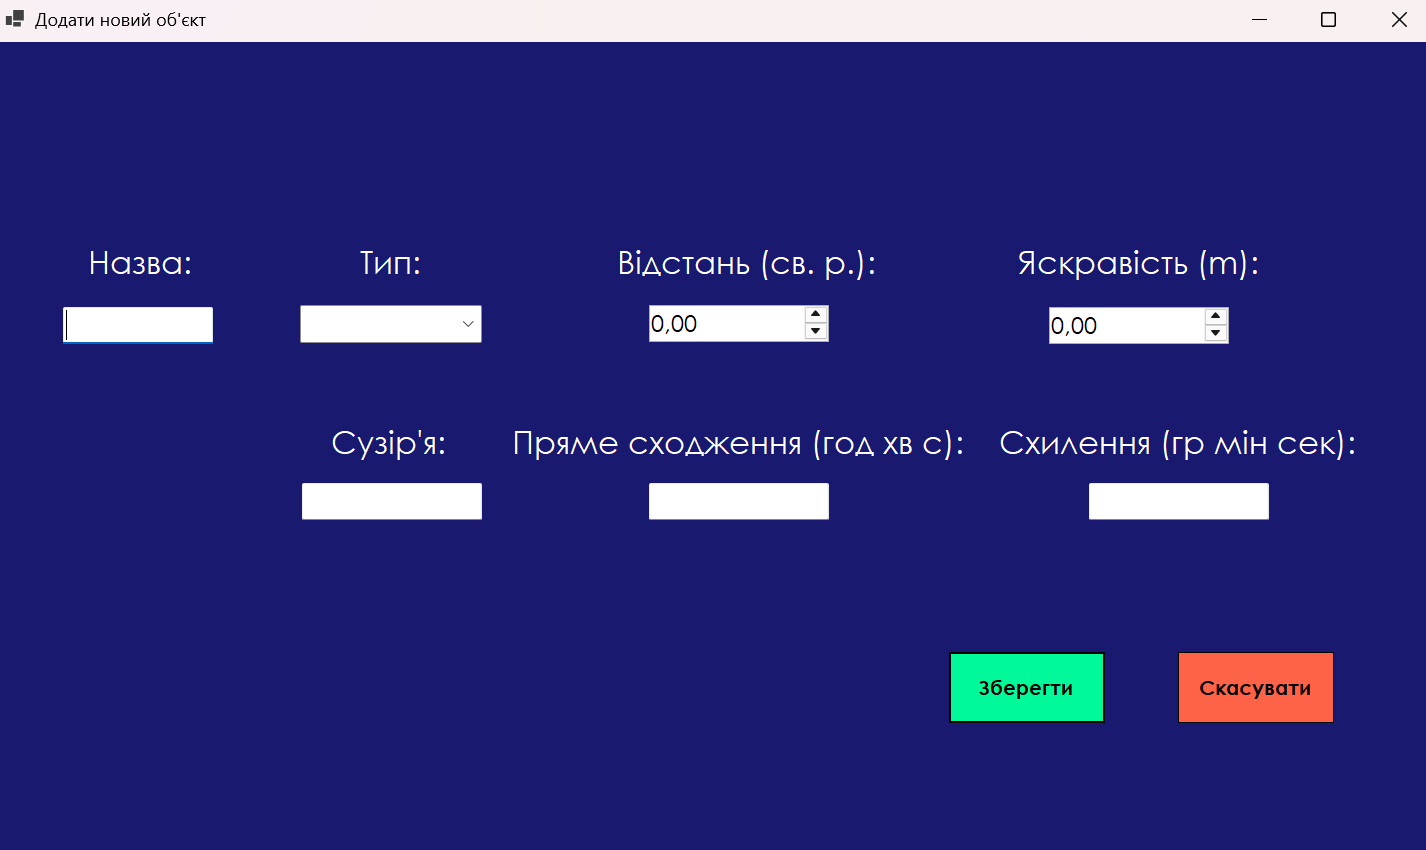 Додати новий об'єкт
Назва: Тип: Відстань (св. р.): Яскравість (m):
0,00 0,00
Сузір'я: Пряме сходження (год хв с): Схилення (гр мін сек):
Зберегти Скасувати